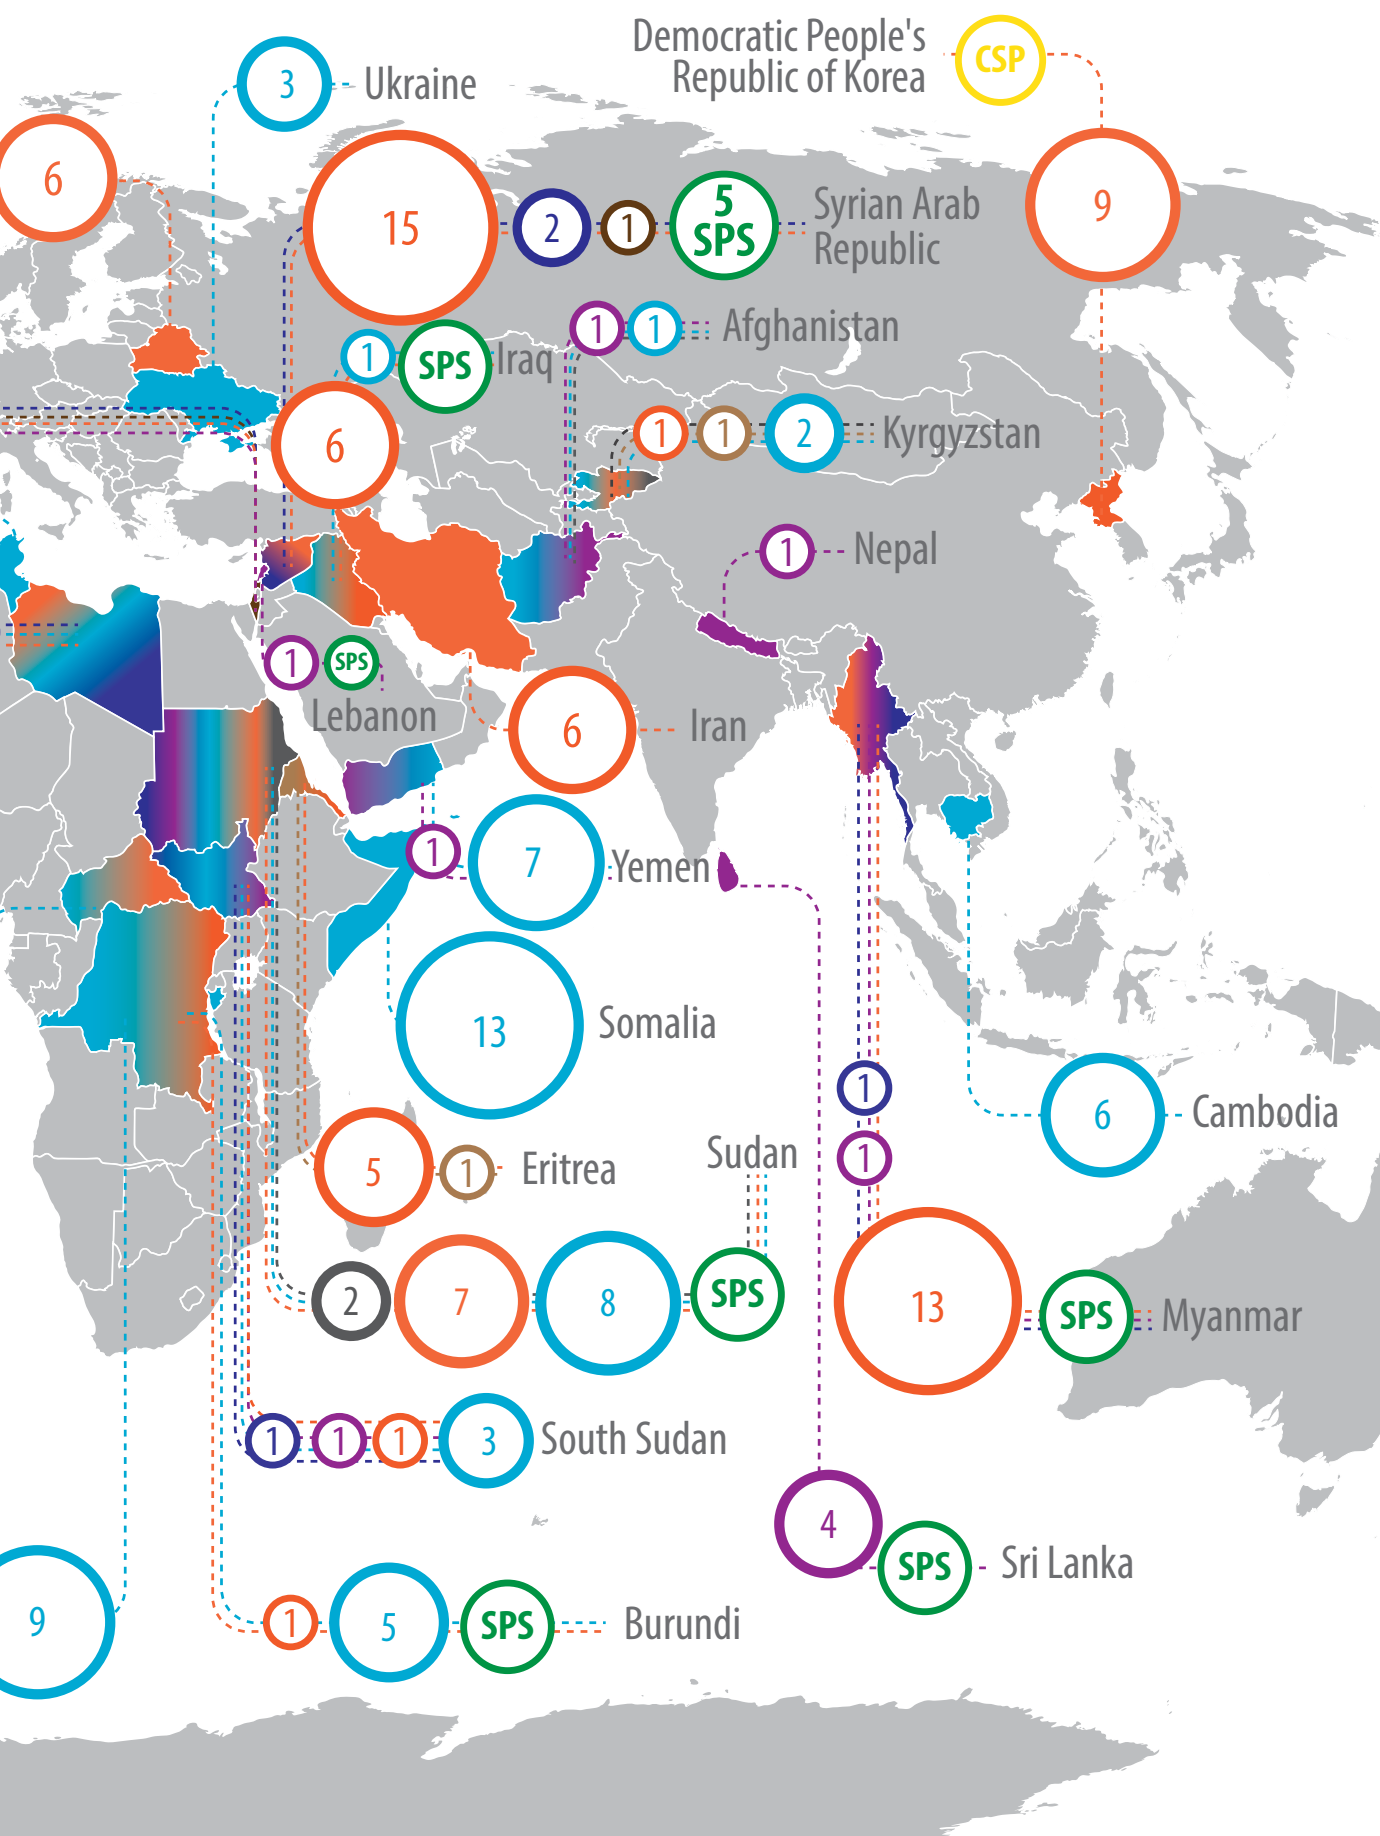 Democratic People's
Republic of Korea
CSP
3
Ukraine
6
15
2
1
5
SPS
Syrian Arab
Republic
9
1
SPS
Iraq
1
1
Afghanistan
6
1
1
2
Kyrgyzstan
1
Nepal
1
SPS
Lebanon
6
Iran
1
7
Yemen
13
Somalia
1
6
Cambodia
5
1
Eritrea
Sudan
1
2
7
8
SPS
13
SPS
Myanmar
1
1
1
3
South Sudan
4
SPS
Sri Lanka
9
1
5
SPS
Burundi